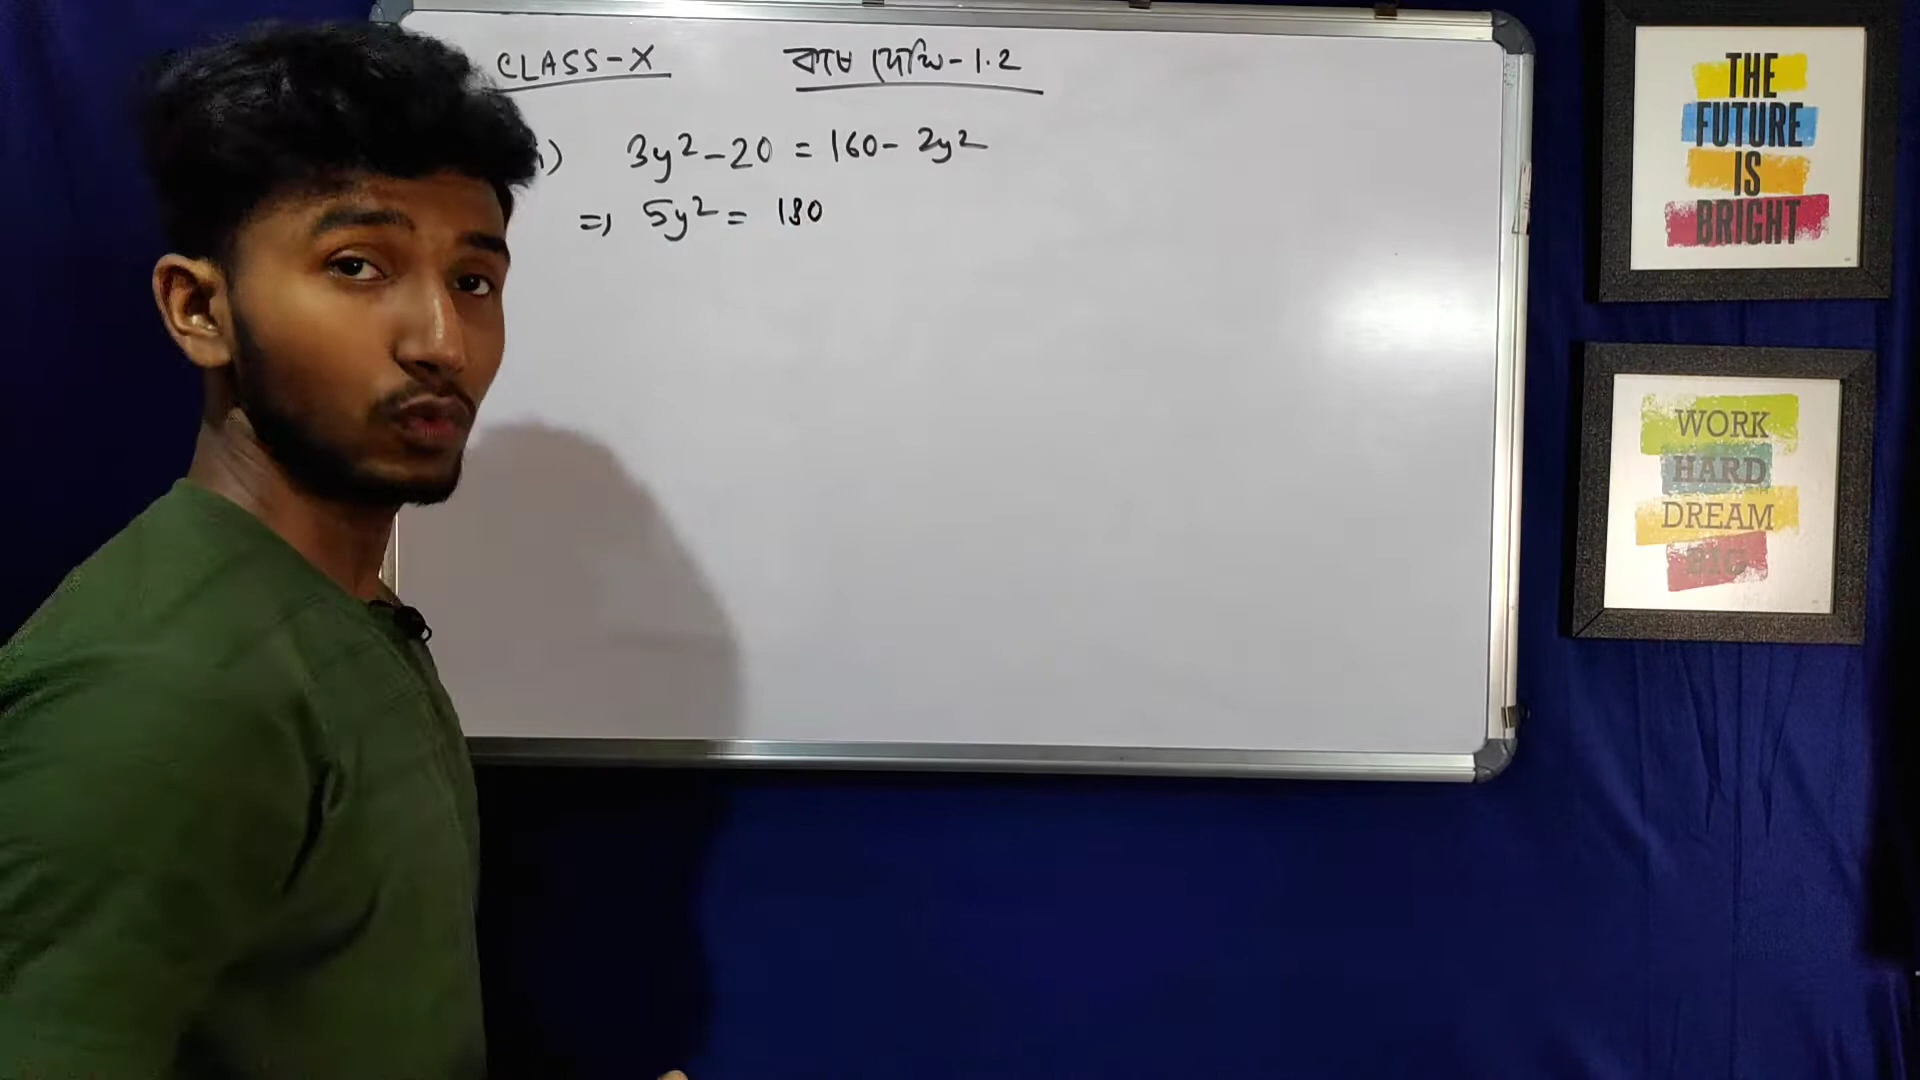 CLASS-X কষে দেখি-1.2
) 3y²-20 = 160-2y²
⇒ 5y² = 180
THE
FUTURE
IS
BRIGHT
WORK
HARD
DREAM
BIG